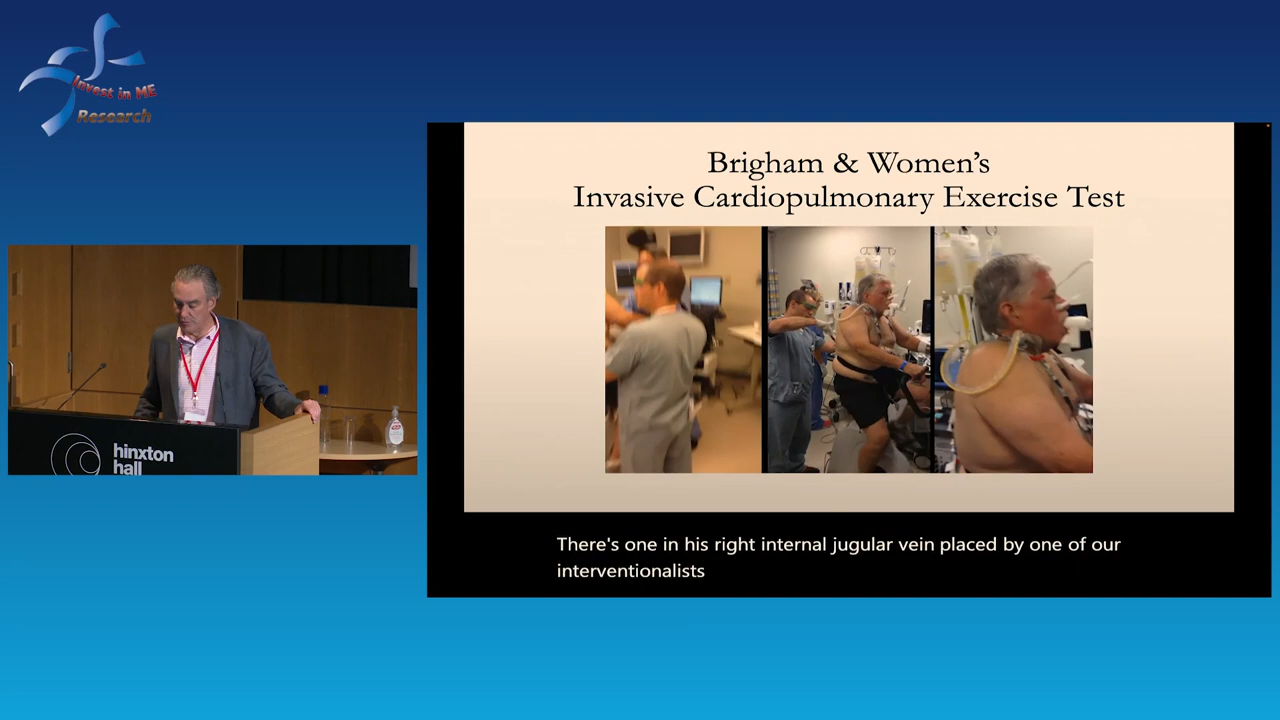 Invest in ME
Research
Brigham & Women's
Invasive Cardiopulmonary Exercise Test
hinxton
hall
There's one in his right internal jugular vein placed by one of our
interventionalists